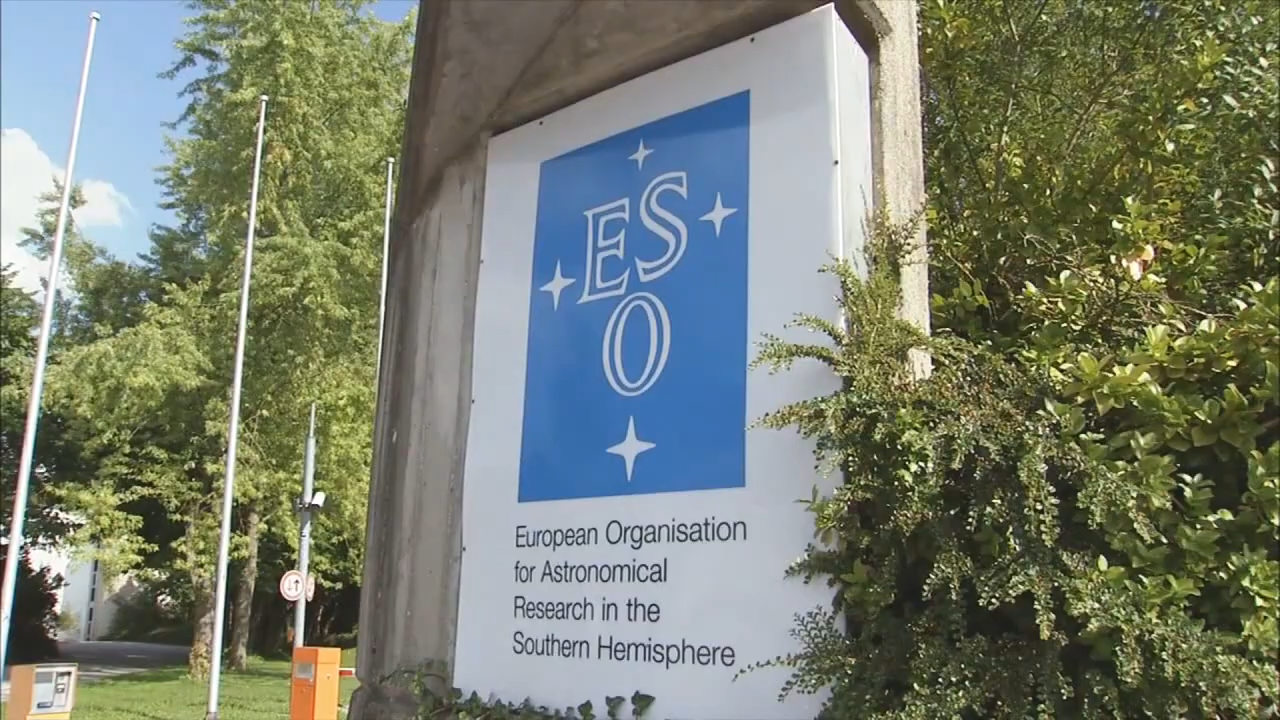 ES
O
European Organisation
for Astronomical
Research in the
Southern Hemisphere